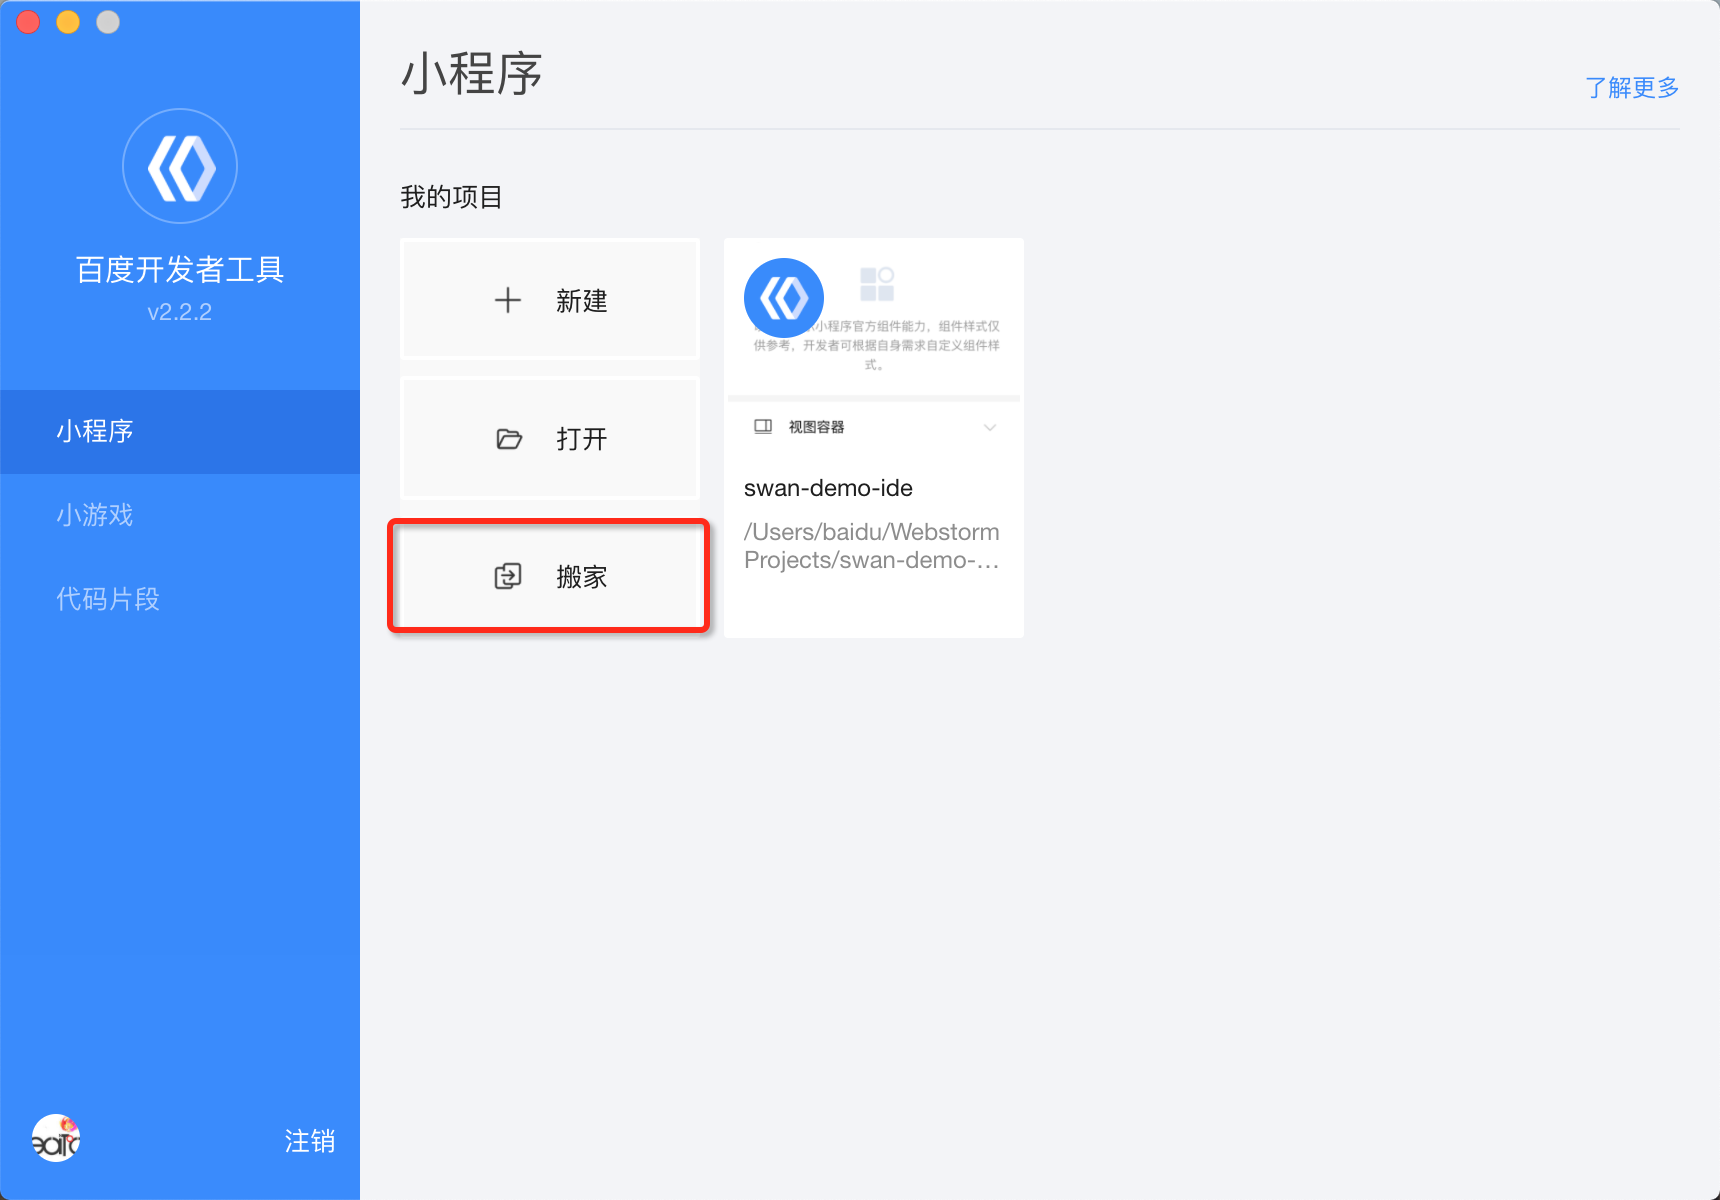 百度开发者工具
v2.2.2
小程序
小游戏
代码片段
注销
小程序
了解更多
我的项目
新建
打开
搬家
小程序官方组件能力，组件样式仅
供参考，开发者可根据自身需求自定义组件样
式。
视图容器
swan-demo-ide
/Users/baidu/Webstorm
Projects/swan-demo-...